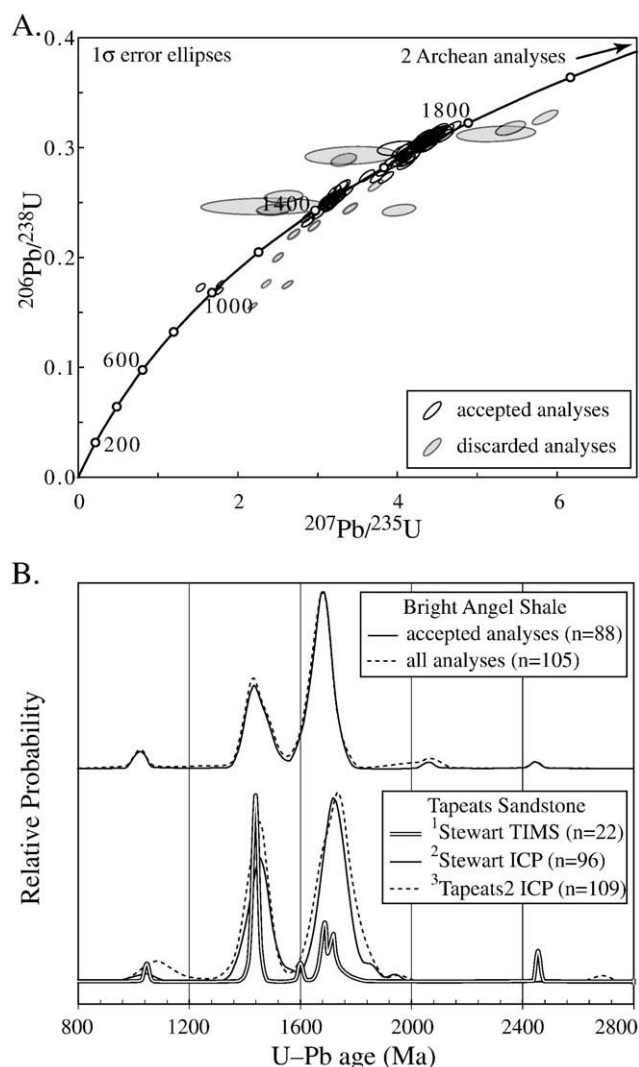 A.
1σ error ellipses
2 Archean analyses
0.4
0.3
0.2
0.1
0.0
206Pb/238U
1800
1400
1000
600
200
accepted analyses
discarded analyses
0 2 4 6
207Pb/235U
B.
Relative Probability
Bright Angel Shale
accepted analyses (n=88)
all analyses (n=105)
Tapeats Sandstone
1Stewart TIMS (n=22)
2Stewart ICP (n=96)
3Tapeats2 ICP (n=109)
800 1200 1600 2000 2400 2800
U–Pb age (Ma)